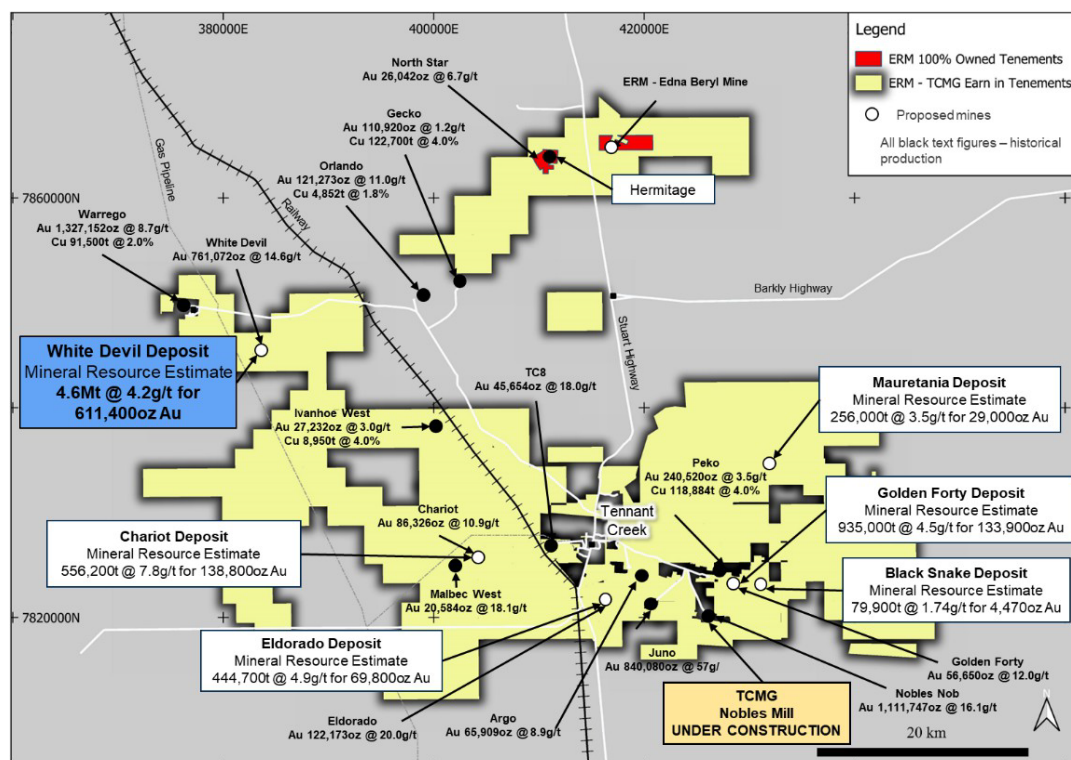 380000E
400000E
420000E
Legend
ERM 100% Owned Tenements
ERM - TCMG Earn in Tenements
Proposed mines
All black text figures – historical
production
North Star
Au 26,042oz @ 6.7g/t
ERM - Edna Beryl Mine
Gecko
Au 110,920oz @ 1.2g/t
Cu 122,700t @ 4.0%
Orlando
Au 121,273oz @ 11.0g/t
Cu 4,852t @ 1.8%
Hermitage
Gas Pipeline
Railway
7860000N
Warrego
Au 1,327,152oz @ 8.7g/t
Cu 91,500t @ 2.0%
White Devil
Au 761,072oz @ 14.6g/t
Barkly Highway
Stuart Highway
White Devil Deposit
Mineral Resource Estimate
4.6Mt @ 4.2g/t for
611,400oz Au
TC8
Au 45,654oz @ 18.0g/t
Mauretania Deposit
Mineral Resource Estimate
256,000t @ 3.5g/t for 29,000oz Au
Ivanhoe West
Au 27,232oz @ 3.0g/t
Cu 8,950t @ 4.0%
Peko
Au 240,520oz @ 3.5g/t
Cu 118,884t @ 4.0%
Golden Forty Deposit
Mineral Resource Estimate
935,000t @ 4.5g/t for 133,900oz Au
Chariot
Au 86,326oz @ 10.9g/t
Tennant
Creek
Chariot Deposit
Mineral Resource Estimate
556,200t @ 7.8g/t for 138,800oz Au
Black Snake Deposit
Mineral Resource Estimate
79,900t @ 1.74g/t for 4,470oz Au
Malbec West
Au 20,584oz @ 18.1g/t
7820000N
Eldorado Deposit
Mineral Resource Estimate
444,700t @ 4.9g/t for 69,800oz Au
Juno
Au 840,080oz @ 57g/
Golden Forty
Au 56,650oz @ 12.0g/t
TCMG
Nobles Mill
UNDER CONSTRUCTION
Nobles Nob
Au 1,111,747oz @ 16.1g/t
Eldorado
Au 122,173oz @ 20.0g/t
Argo
Au 65,909oz @ 8.9g/t
N
20 km